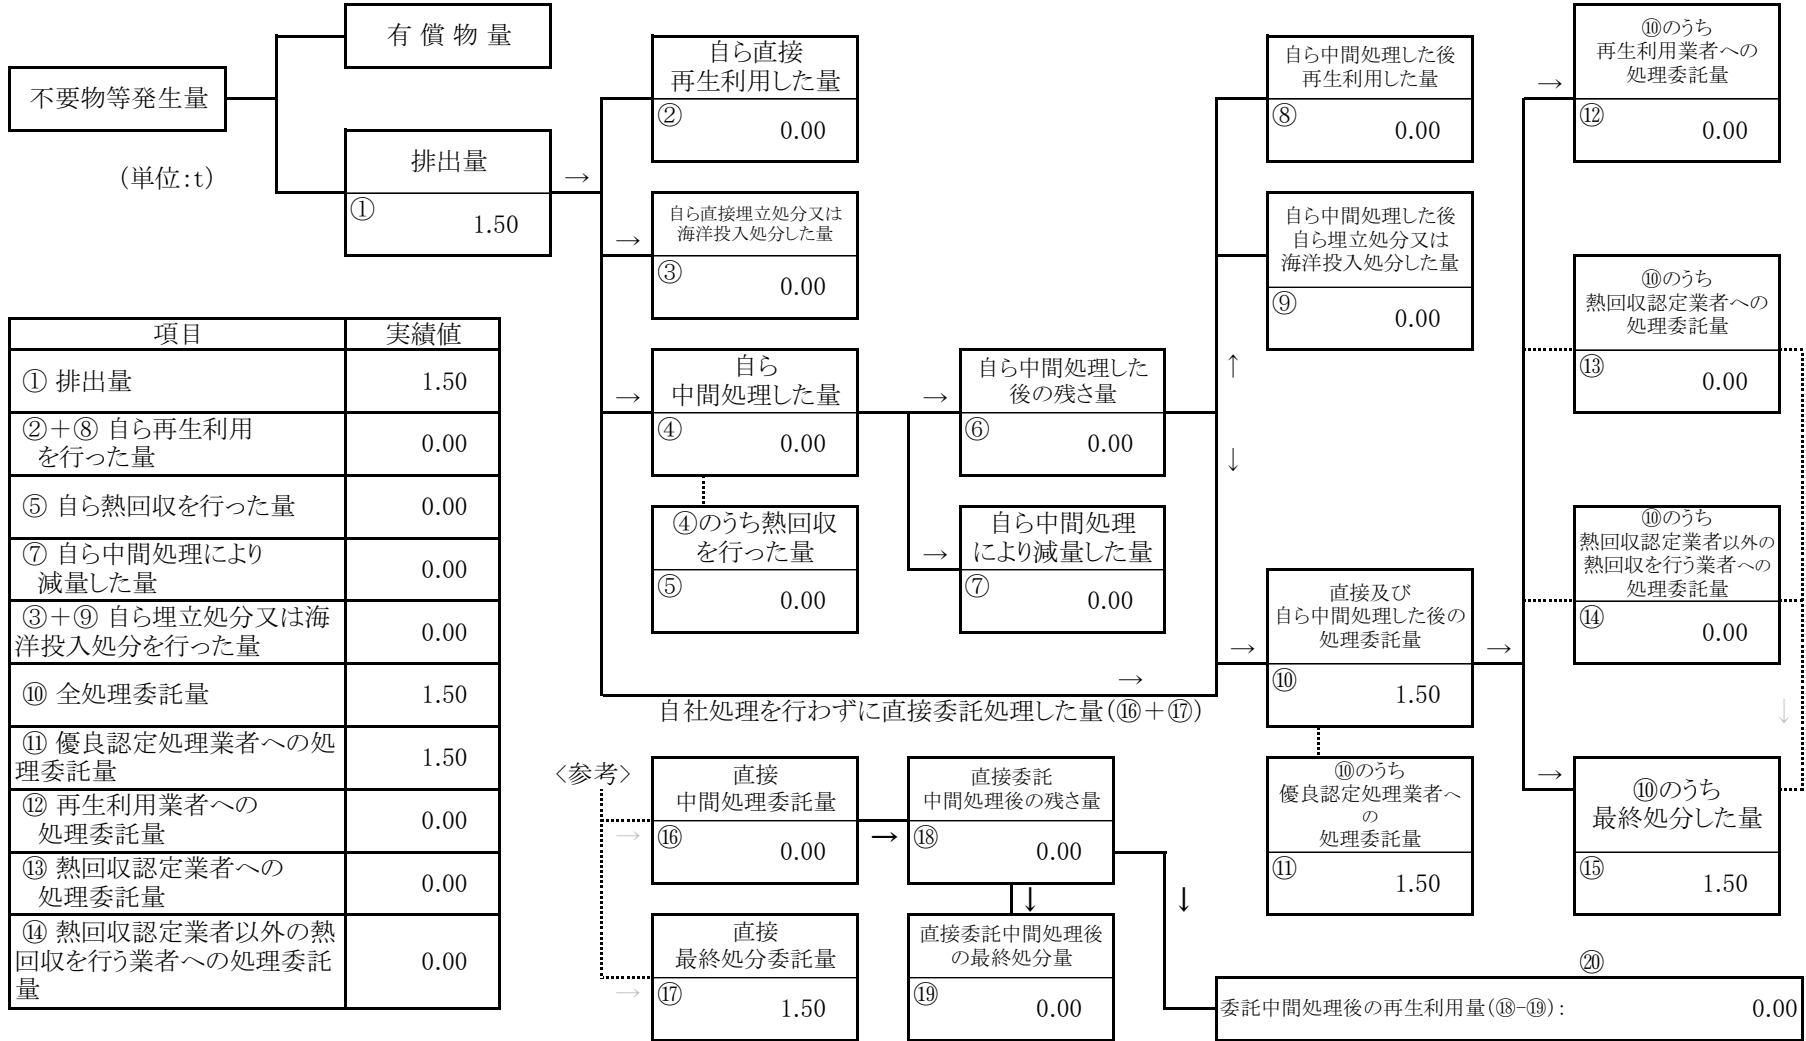 有償物量
不要物等発生量
(単位:t)
排出量
①
1.50
→
自ら直接
再生利用した量
②
0.00
→
自ら直接埋立処分又は
海洋投入処分した量
③
0.00
→
自ら
中間処理した量
④
0.00
④のうち熱回収
を行った量
⑤
0.00
→
自ら中間処理した
後の残さ量
⑥
0.00
→
自ら中間処理
により減量した量
⑦
0.00
自ら中間処理した後
再生利用した量
⑧
0.00
自ら中間処理した後
自ら埋立処分又は
海洋投入処分した量
⑨
0.00
↑
↓
→
直接及び
自ら中間処理した後の
処理委託量
⑩
1.50
→
⑩のうち
優良認定処理業者へ
の
処理委託量
⑪
1.50
→
⑩のうち
再生利用業者への
処理委託量
⑫
0.00
⑩のうち
熱回収認定業者への
処理委託量
⑬
0.00
⑩のうち
熱回収認定業者以外の
熱回収を行う業者への
処理委託量
⑭
0.00
↓
→
⑩のうち
最終処分した量
⑮
1.50
→
自社処理を行わずに直接委託処理した量(⑯+⑰)
<参考>
→
直接
中間処理委託量
⑯
0.00
→
直接
最終処分委託量
⑰
1.50
→
直接委託
中間処理後の残さ量
⑱
0.00
↓
直接委託中間処理後
の最終処分量
⑲
0.00
↓
⑳
委託中間処理後の再生利用量(⑱-⑲): 0.00
項目 実績値
① 排出量 1.50
②+⑧ 自ら再生利用
を行った量 0.00
⑤ 自ら熱回収を行った量 0.00
⑦ 自ら中間処理により
減量した量 0.00
③+⑨ 自ら埋立処分又は海
洋投入処分を行った量 0.00
⑩ 全処理委託量 1.50
⑪ 優良認定処理業者への処
理委託量 1.50
⑫ 再生利用業者への
処理委託量 0.00
⑬ 熱回収認定業者への
処理委託量 0.00
⑭ 熱回収認定業者以外の熱
回収を行う業者への処理委託
量 0.00